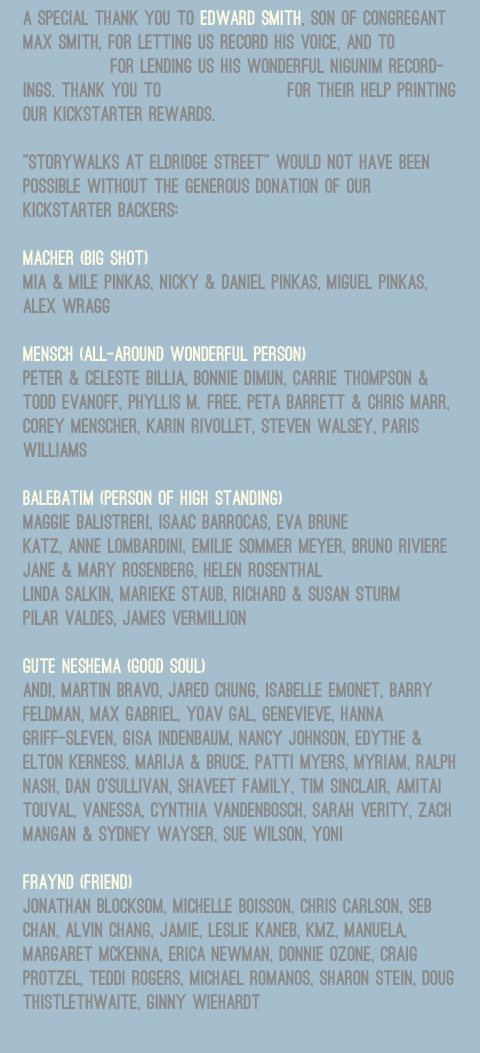 A SPECIAL THANK YOU TO EDWARD SMITH, SON OF CONGREGANT
MAX SMITH, FOR LETTING US RECORD HIS VOICE, AND TO
FOR LENDING US HIS WONDERFUL NIGUNIM RECORD-
INGS. THANK YOU TO FOR THEIR HELP PRINTING
OUR KICKSTARTER REWARDS.
"STORYWALKS AT ELDRIDGE STREET" WOULD NOT HAVE BEEN
POSSIBLE WITHOUT THE GENEROUS DONATION OF OUR
KICKSTARTER BACKERS:
MACHER (BIG SHOT)
MIA & MILE PINKAS, NICKY & DANIEL PINKAS, MIGUEL PINKAS,
ALEX WRAGG
MENSCH (ALL-AROUND WONDERFUL PERSON)
PETER & CELESTE BILLIA, BONNIE DIMUN, CARRIE THOMPSON &
TODD EVANOFF, PHYLLIS M. FREE, PETA BARRETT & CHRIS MARR,
COREY MENSCHER, KARIN RIVOLLET, STEVEN WALSEY, PARIS
WILLIAMS
BALEBATIM (PERSON OF HIGH STANDING)
MAGGIE BALISTRERI, ISAAC BARROCAS, EVA BRUNE
KATZ, ANNE LOMBARDINI, EMILIE SOMMER MEYER, BRUNO RIVIERE
JANE & MARY ROSENBERG, HELEN ROSENTHAL
LINDA SALKIN, MARIEKE STAUB, RICHARD & SUSAN STURM
PILAR VALDES, JAMES VERMILLION
GUTE NESHEMA (GOOD SOUL)
ANDI, MARTIN BRAVO, JARED CHUNG, ISABELLE EMONET, BARRY
FELDMAN, MAX GABRIEL, YOAV GAL, GENEVIEVE, HANNA
GRIFF-SLEVEN, GISA INDENBAUM, NANCY JOHNSON, EDYTHE &
ELTON KERNESS, MARIJA & BRUCE, PATTI MYERS, MYRIAM, RALPH
NASH, DAN O'SULLIVAN, SHAVEET FAMILY, TIM SINCLAIR, AMITAI
TOUVAL, VANESSA, CYNTHIA VANDENBOSCH, SARAH VERITY, ZACH
MANGAN & SYDNEY WAYSER, SUE WILSON, YONI
FRAYND (FRIEND)
JONATHAN BLOCKSOM, MICHELLE BOISSON, CHRIS CARLSON, SEB
CHAN, ALVIN CHANG, JAMIE, LESLIE KANEB, KMZ, MANUELA,
MARGARET MCKENNA, ERICA NEWMAN, DONNIE OZONE, CRAIG
PROTZEL, TEDDI ROGERS, MICHAEL ROMANOS, SHARON STEIN, DOUG
THISTLETHWAITE, GINNY WIEHARDT